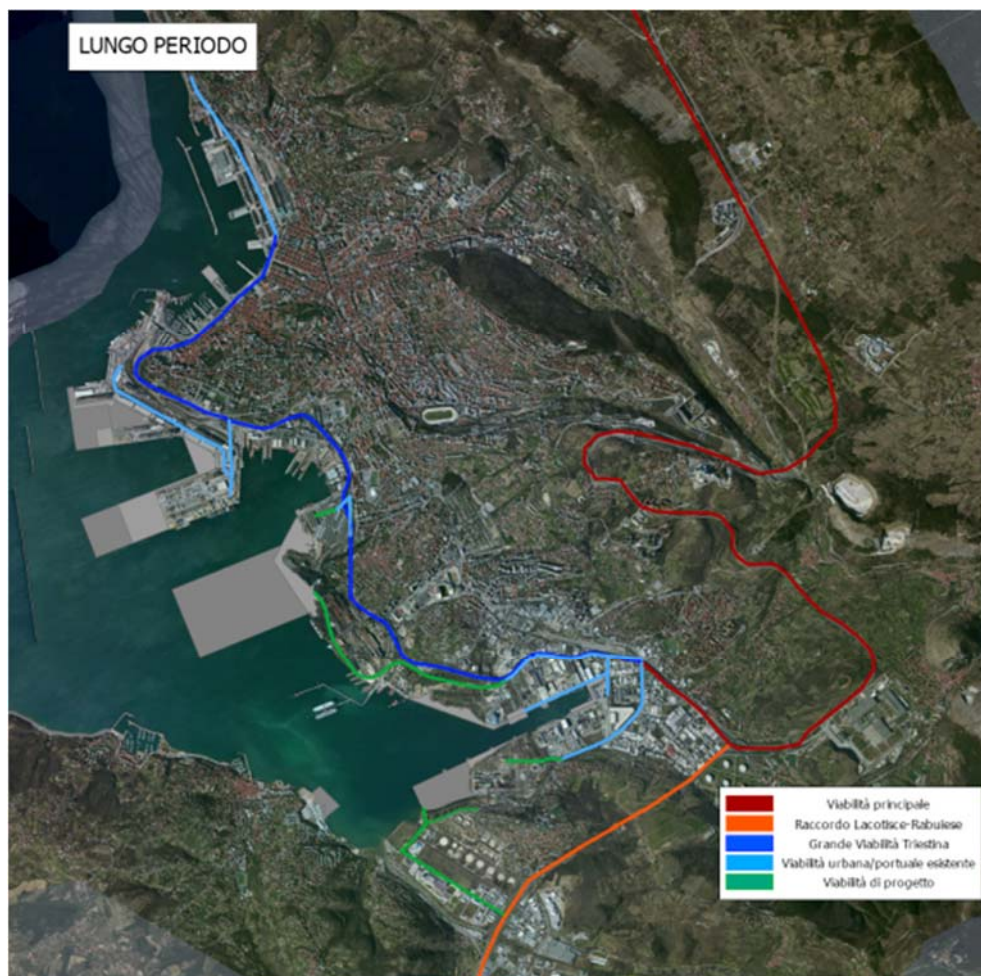 LUNGO PERIODO
Viabilità principale
Raccordo Lacotisce-Rabuiese
Grande Viabilità Triestina
Viabilità urbana/portuale esistente
Viabilità di progetto